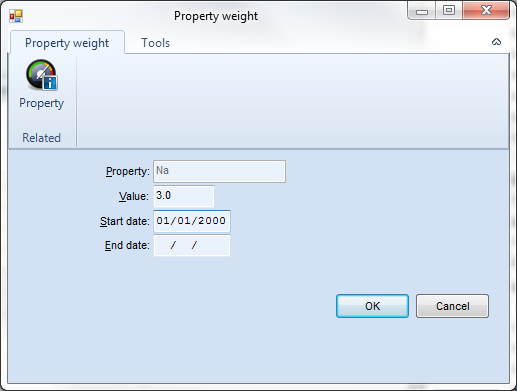 Property weight
Property weight Tools
Property
Related
Property: Na
Value: 3.0
Start date: 01/01/2000
End date: / /
OK Cancel